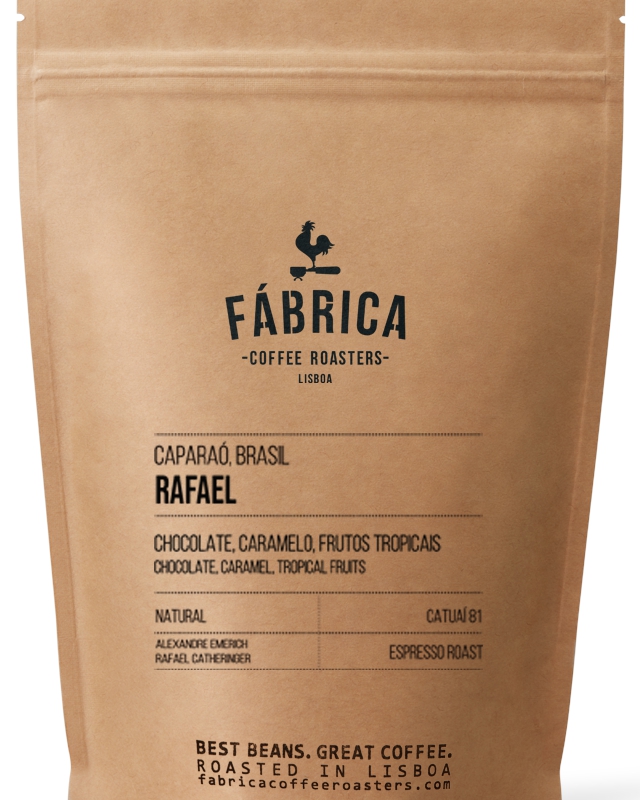 FÁBRICA
-COFFEE ROASTERS-
LISBOA
CAPARAÓ, BRASIL
RAFAEL
CHOCOLATE, CARAMELO, FRUTOS TROPICAIS
CHOCOLATE, CARAMEL, TROPICAL FRUITS
NATURAL CATUAÍ 81
ALEXANDRE EMERICH
RAFAEL CATHERINGER
ESPRESSO ROAST
BEST BEANS. GREAT COFFEE.
ROASTED IN LISBOA
fabricacoffeeroasters.com